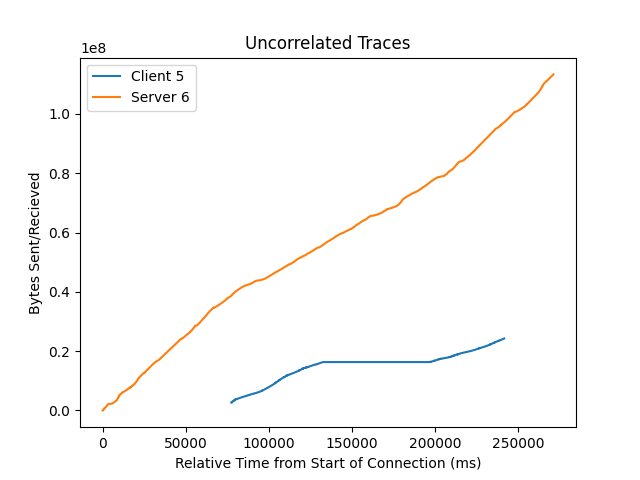 Uncorrelated Traces
1e8
Client 5
Server 6
1.0
0.8
0.6
0.4
0.2
0.0
Bytes Sent/Recieved
0 50000 100000 150000 200000 250000
Relative Time from Start of Connection (ms)